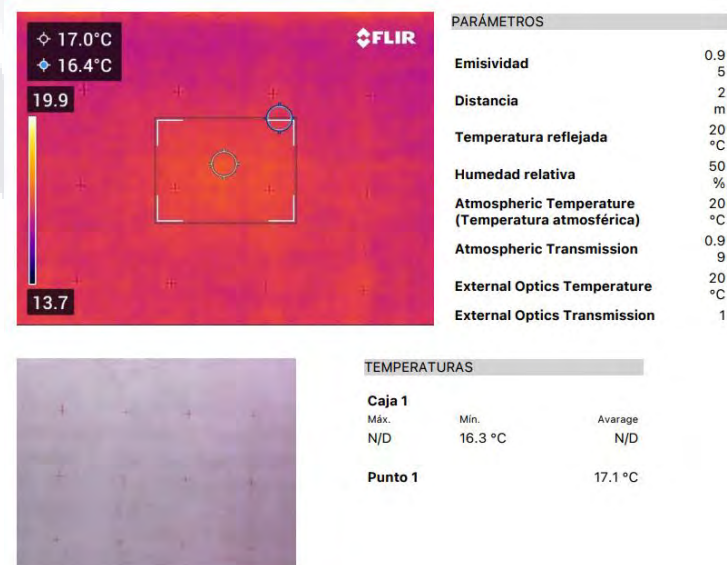 17.0°C
16.4°C
FLIR
19.9
13.7
PARÁMETROS
Emisividad 0.9
5
Distancia 2
m
Temperatura reflejada 20
°C
Humedad relativa 50
%
Atmospheric Temperature
(Temperatura atmosférica) 20
°C
Atmospheric Transmission 0.9
9
External Optics Temperature 20
°C
External Optics Transmission 1
TEMPERATURAS
Caja 1
Máx. Mín. Avarage
N/D 16.3 °C N/D
Punto 1 17.1 °C